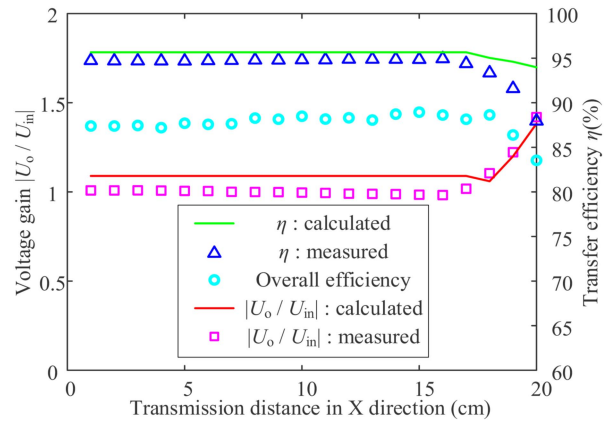 2
1.5
1
0.5
0
Voltage gain |Uₒ / Uᵢₙ|
100
95
90
85
80
75
70
65
60
Transfer efficiency η(%)
η : calculated
η : measured
Overall efficiency
|Uₒ / Uᵢₙ| : calculated
|Uₒ / Uᵢₙ| : measured
0 5 10 15 20
Transmission distance in X direction (cm)